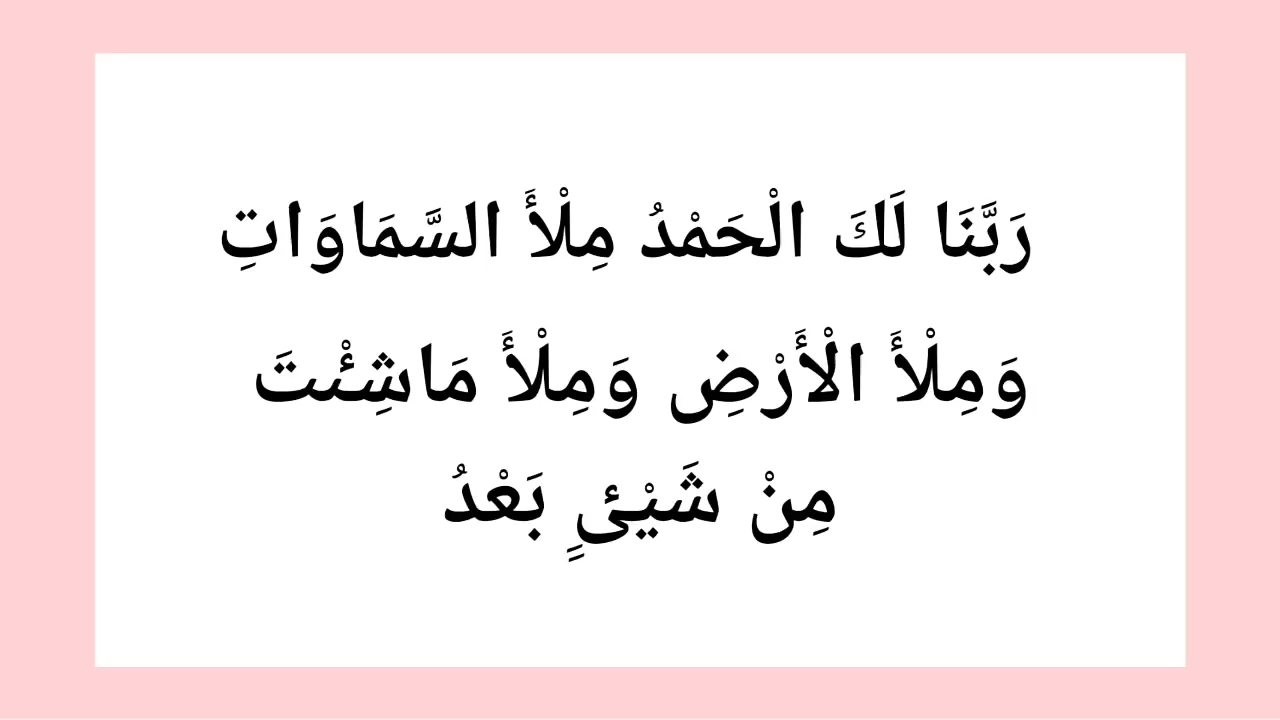 رَبَّنَا لَكَ الْحَمْدُ مِلْأَ السَّمَاوَاتِ
وَمِلْأَ الْأَرْضِ وَمِلْأَ مَاشِئْتَ
مِنْ شَيْئٍ بَعْدُ